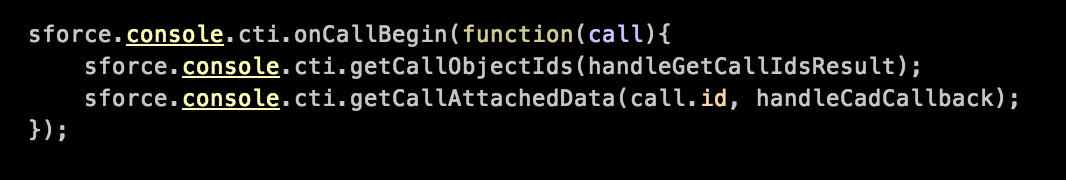 sforce.console.cti.onCallBegin(function(call){
    sforce.console.cti.getCallObjectIds(handleGetCallIdsResult);
    sforce.console.cti.getCallAttachedData(call.id, handleCadCallback);
});